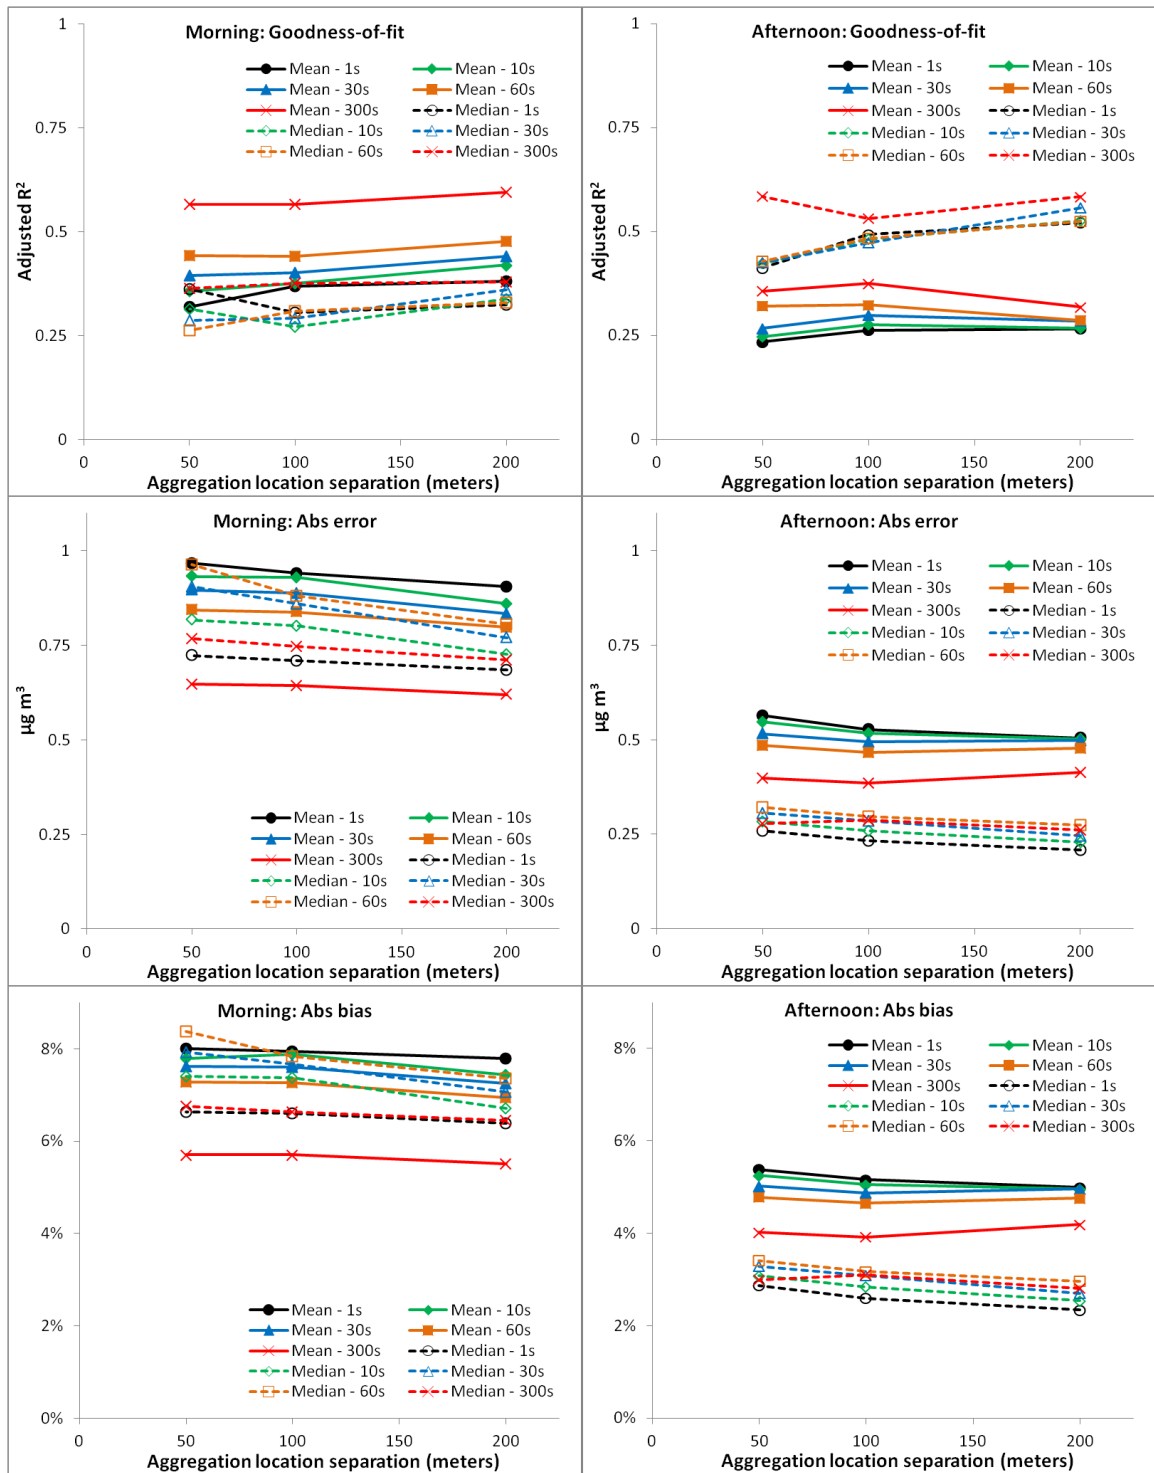 Morning: Goodness-of-fit
Mean - 1s Mean - 10s
Mean - 30s Mean - 60s
Mean - 300s Median - 1s
Median - 10s Median - 30s
Median - 60s Median - 300s
1
0.75
0.5
0.25
0
Adjusted R²
0 50 100 150 200
Aggregation location separation (meters)
Afternoon: Goodness-of-fit
Mean - 1s Mean - 10s
Mean - 30s Mean - 60s
Mean - 300s Median - 1s
Median - 10s Median - 30s
Median - 60s Median - 300s
1
0.75
0.5
0.25
0
Adjusted R²
0 50 100 150 200
Aggregation location separation (meters)
Morning: Abs error
1
0.75
0.5
0.25
0
µg m³
Mean - 1s Mean - 10s
Mean - 30s Mean - 60s
Mean - 300s Median - 1s
Median - 10s Median - 30s
Median - 60s Median - 300s
0 50 100 150 200
Aggregation location separation (meters)
Afternoon: Abs error
Mean - 1s Mean - 10s
Mean - 30s Mean - 60s
Mean - 300s Median - 1s
Median - 10s Median - 30s
Median - 60s Median - 300s
1
0.75
0.5
0.25
0
µg m³
0 50 100 150 200
Aggregation location separation (meters)
Morning: Abs bias
8%
6%
4%
2%
0%
Mean - 1s Mean - 10s
Mean - 30s Mean - 60s
Mean - 300s Median - 1s
Median - 10s Median - 30s
Median - 60s Median - 300s
0 50 100 150 200
Aggregation location separation (meters)
Afternoon: Abs bias
Mean - 1s Mean - 10s
Mean - 30s Mean - 60s
Mean - 300s Median - 1s
Median - 10s Median - 30s
Median - 60s Median - 300s
8%
6%
4%
2%
0%
0 50 100 150 200
Aggregation location separation (meters)